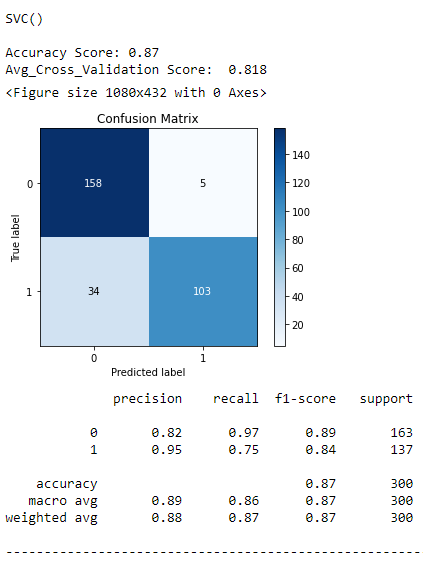 SVC()
Accuracy Score: 0.87
Avg_Cross_Validation Score:  0.818
<Figure size 1080x432 with 0 Axes>
Confusion Matrix
0 158 5
1 34 103
0 1
True label
Predicted label
140
120
100
80
60
40
20
precision recall f1-score support
0 0.82 0.97 0.89 163
1 0.95 0.75 0.84 137
accuracy 0.87 300
macro avg 0.89 0.86 0.87 300
weighted avg 0.88 0.87 0.87 300
------------------------------------------------------